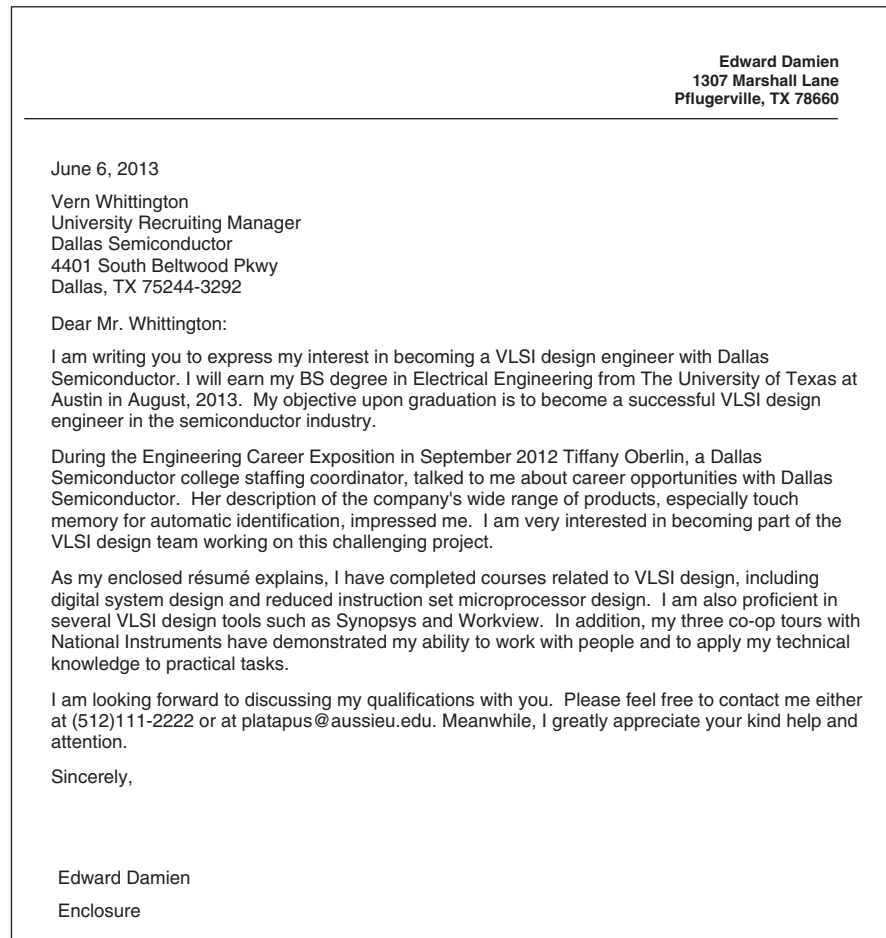 Edward Damien
1307 Marshall Lane
Pflugerville, TX 78660
June 6, 2013
Vern Whittington
University Recruiting Manager
Dallas Semiconductor
4401 South Beltwood Pkwy
Dallas, TX 75244-3292
Dear Mr. Whittington:
I am writing you to express my interest in becoming a VLSI design engineer with Dallas
Semiconductor. I will earn my BS degree in Electrical Engineering from The University of Texas at
Austin in August, 2013.  My objective upon graduation is to become a successful VLSI design
engineer in the semiconductor industry.
During the Engineering Career Exposition in September 2012 Tiffany Oberlin, a Dallas
Semiconductor college staffing coordinator, talked to me about career opportunities with Dallas
Semiconductor.  Her description of the company's wide range of products, especially touch
memory for automatic identification, impressed me.  I am very interested in becoming part of the
VLSI design team working on this challenging project.
As my enclosed résumé explains, I have completed courses related to VLSI design, including
digital system design and reduced instruction set microprocessor design.  I am also proficient in
several VLSI design tools such as Synopsys and Workview.  In addition, my three co-op tours with
National Instruments have demonstrated my ability to work with people and to apply my technical
knowledge to practical tasks.
I am looking forward to discussing my qualifications with you.  Please feel free to contact me either
at (512)111-2222 or at platapus@aussieu.edu. Meanwhile, I greatly appreciate your kind help and
attention.
Sincerely,
Edward Damien
Enclosure